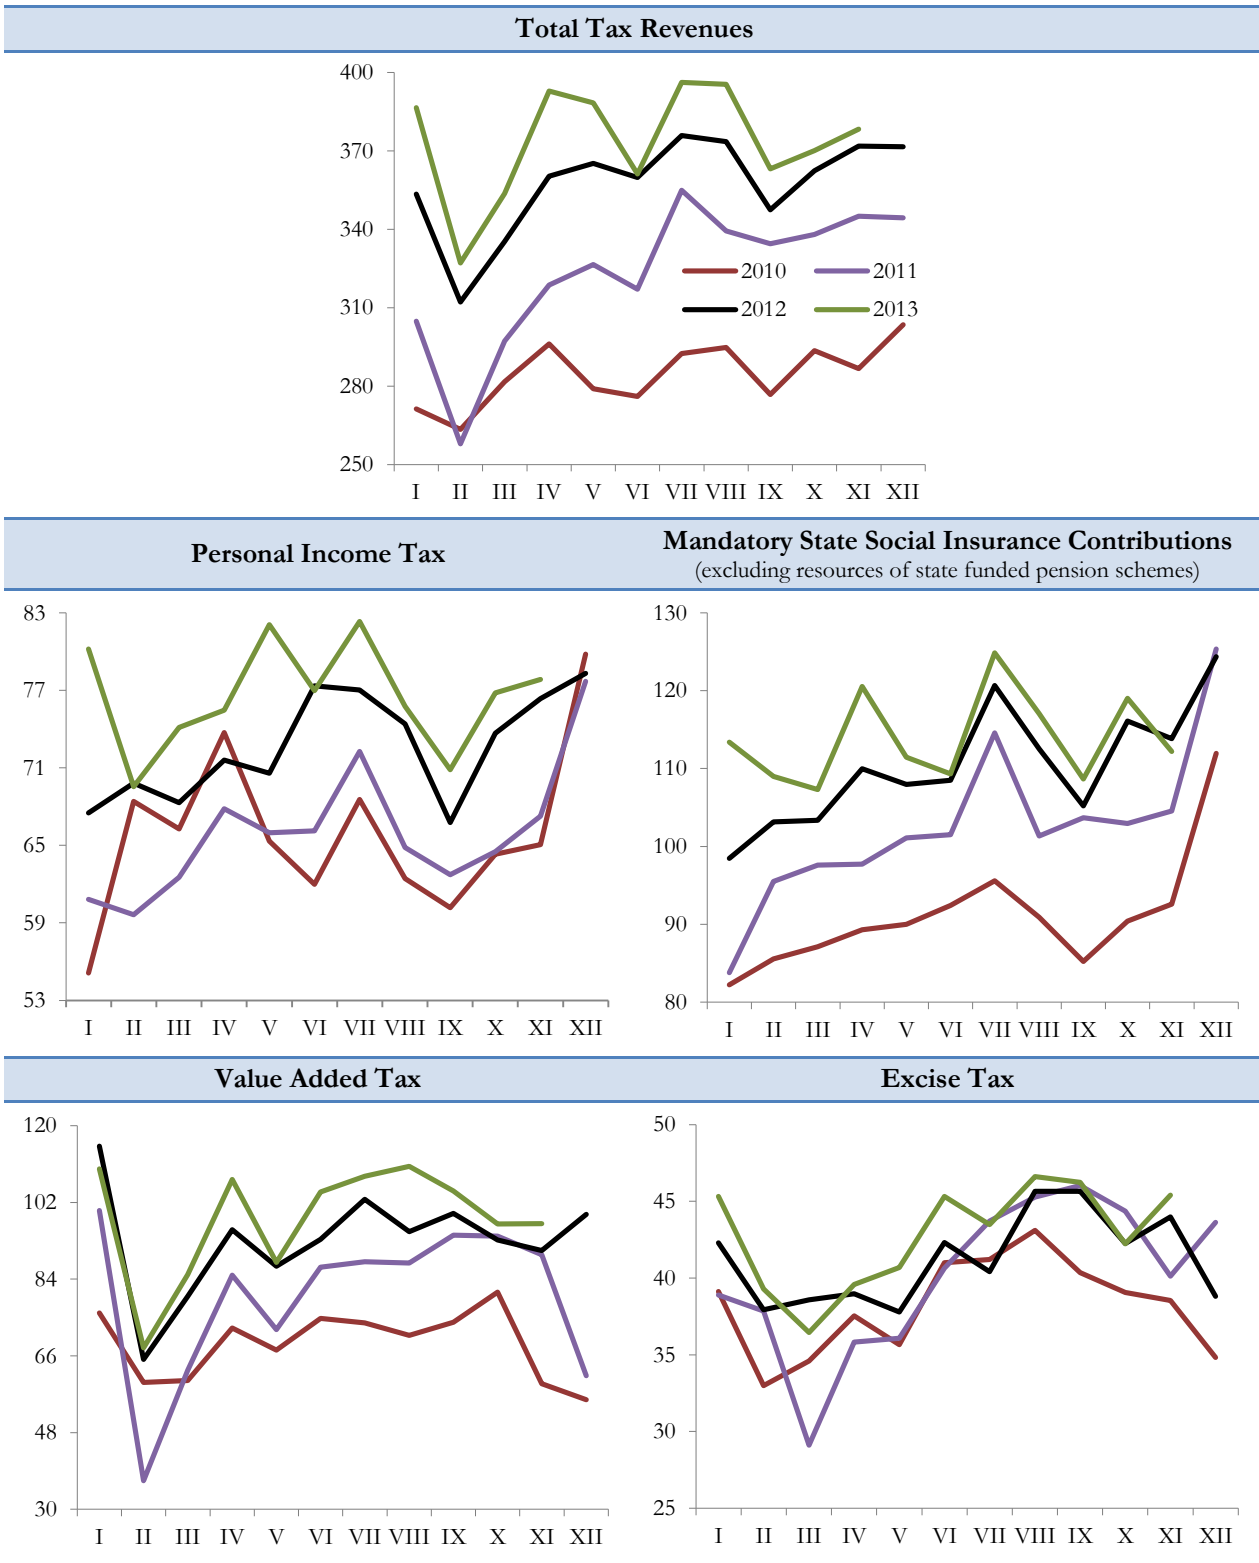 Total Tax Revenues
400
370
340
310
280
250
2010 2011
2012 2013
I II III IV V VI VII VIII IX X XI XII
Personal Income Tax
Mandatory State Social Insurance Contributions
(excluding resources of state funded pension schemes)
83
77
71
65
59
53
I II III IV V VI VII VIII IX X XI XII
130
120
110
100
90
80
I II III IV V VI VII VIII IX X XI XII
Value Added Tax
Excise Tax
120
102
84
66
48
30
I II III IV V VI VII VIII IX X XI XII
50
45
40
35
30
25
I II III IV V VI VII VIII IX X XI XII